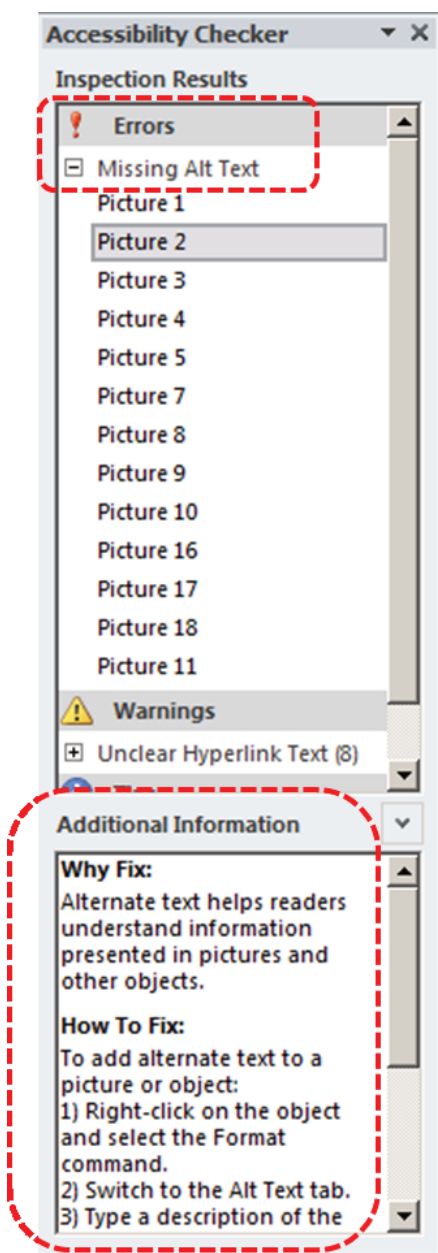 Accessibility Checker
Inspection Results
Errors
Missing Alt Text
Picture 1
Picture 2
Picture 3
Picture 4
Picture 5
Picture 7
Picture 8
Picture 9
Picture 10
Picture 16
Picture 17
Picture 18
Picture 11
Warnings
Unclear Hyperlink Text (8)
Additional Information
Why Fix:
Alternate text helps readers
understand information
presented in pictures and
other objects.
How To Fix:
To add alternate text to a
picture or object:
1) Right-click on the object
and select the Format
command.
2) Switch to the Alt Text tab.
3) Type a description of the